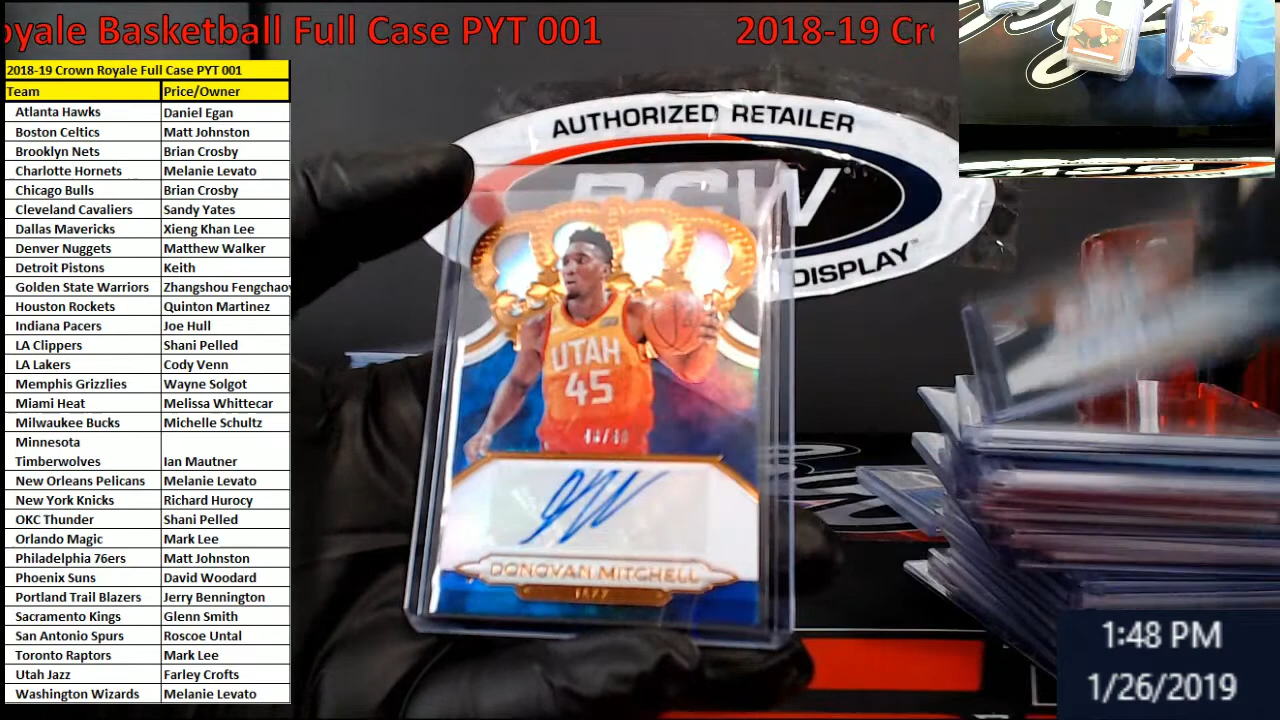 oyale Basketball Full Case PYT 001 2018-19 Cr
2018-19 Crown Royale Full Case PYT 001
Team Price/Owner
Atlanta Hawks Daniel Egan
Boston Celtics Matt Johnston
Brooklyn Nets Brian Crosby
Charlotte Hornets Melanie Levato
Chicago Bulls Brian Crosby
Cleveland Cavaliers Sandy Yates
Dallas Mavericks Xieng Khan Lee
Denver Nuggets Matthew Walker
Detroit Pistons Keith
Golden State Warriors Zhangshou Fengchaov
Houston Rockets Quinton Martinez
Indiana Pacers Joe Hull
LA Clippers Shani Pelled
LA Lakers Cody Venn
Memphis Grizzlies Wayne Solgot
Miami Heat Melissa Whittecar
Milwaukee Bucks Michelle Schultz
Minnesota
Timberwolves Ian Mautner
New Orleans Pelicans Melanie Levato
New York Knicks Richard Hurocy
OKC Thunder Shani Pelled
Orlando Magic Mark Lee
Philadelphia 76ers Matt Johnston
Phoenix Suns David Woodard
Portland Trail Blazers Jerry Bennington
Sacramento Kings Glenn Smith
San Antonio Spurs Roscoe Untal
Toronto Raptors Mark Lee
Utah Jazz Farley Crofts
Washington Wizards Melanie Levato
AUTHORIZED RETAILER
BCW
DISPLAY
UTAH
45
DONOVAN MITCHELL
JAZZ
1:48 PM
1/26/2019